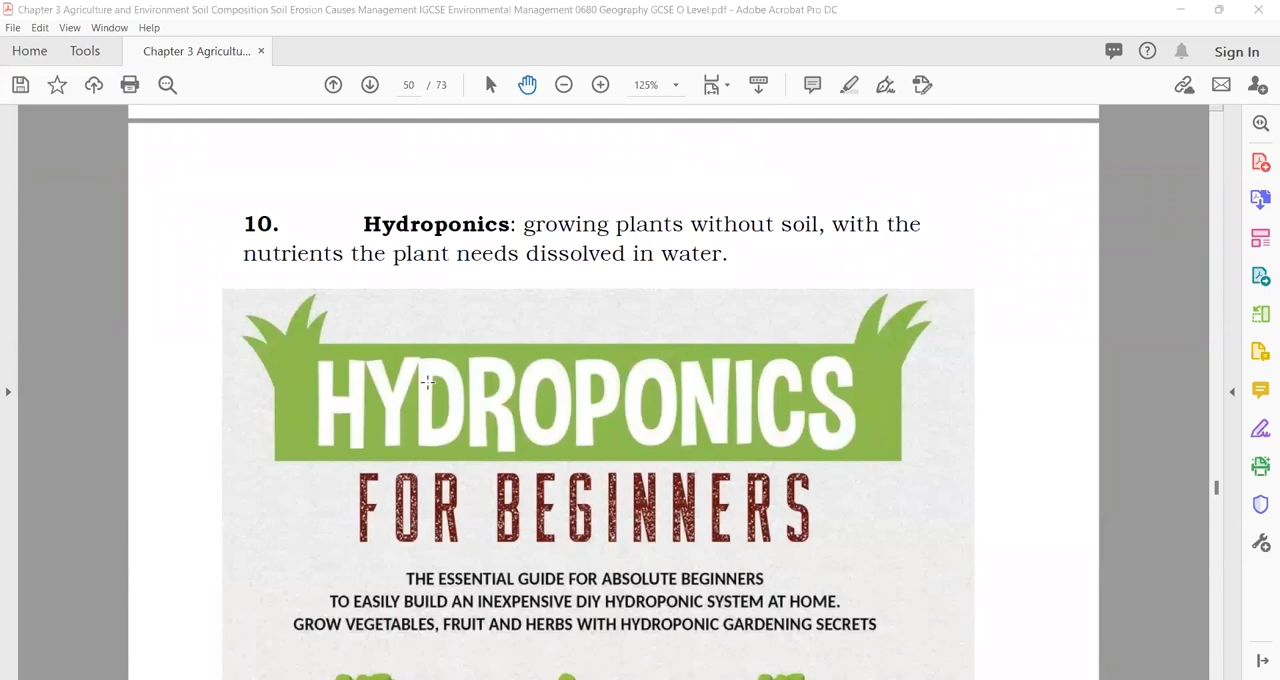 Chapter 3 Agriculture and Environment Soil Composition Soil Erosion Causes Management IGCSE Environmental Management 0680 Geography GCSE O Level.pdf - Adobe Acrobat Pro DC
File Edit View Window Help
Home Tools Chapter 3 Agricultu... × Sign In
50 / 73 125%
10. Hydroponics: growing plants without soil, with the
nutrients the plant needs dissolved in water.
HYDROPONICS
FOR BEGINNERS
THE ESSENTIAL GUIDE FOR ABSOLUTE BEGINNERS
TO EASILY BUILD AN INEXPENSIVE DIY HYDROPONIC SYSTEM AT HOME.
GROW VEGETABLES, FRUIT AND HERBS WITH HYDROPONIC GARDENING SECRETS